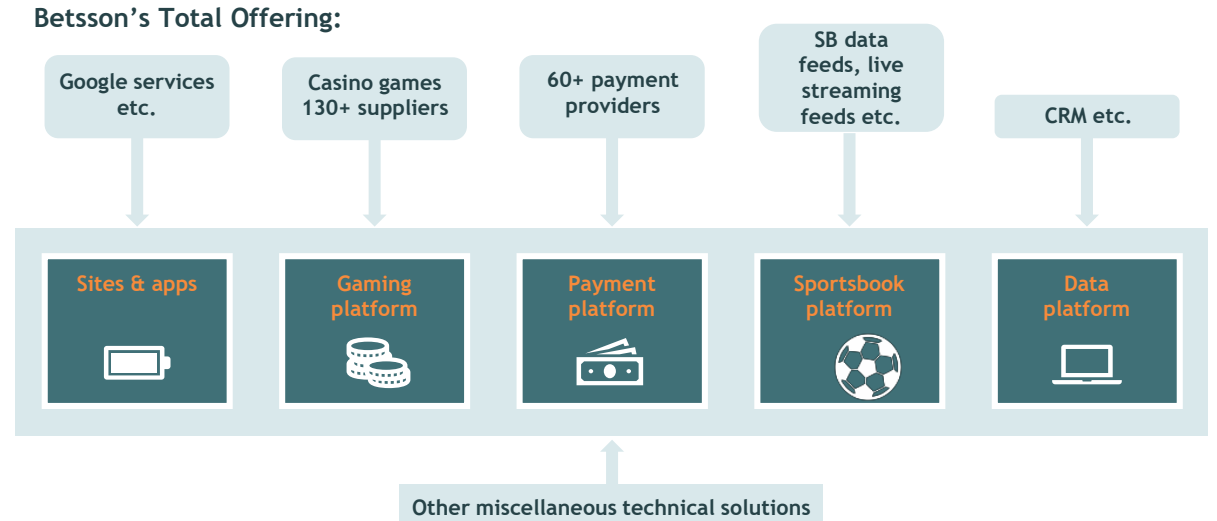 Betsson's Total Offering:
Google services
etc.
Casino games
130+ suppliers
60+ payment
providers
SB data
feeds, live
streaming
feeds etc.
CRM etc.
Sites & apps
Gaming
platform
Payment
platform
Sportsbook
platform
Data
platform
Other miscellaneous technical solutions